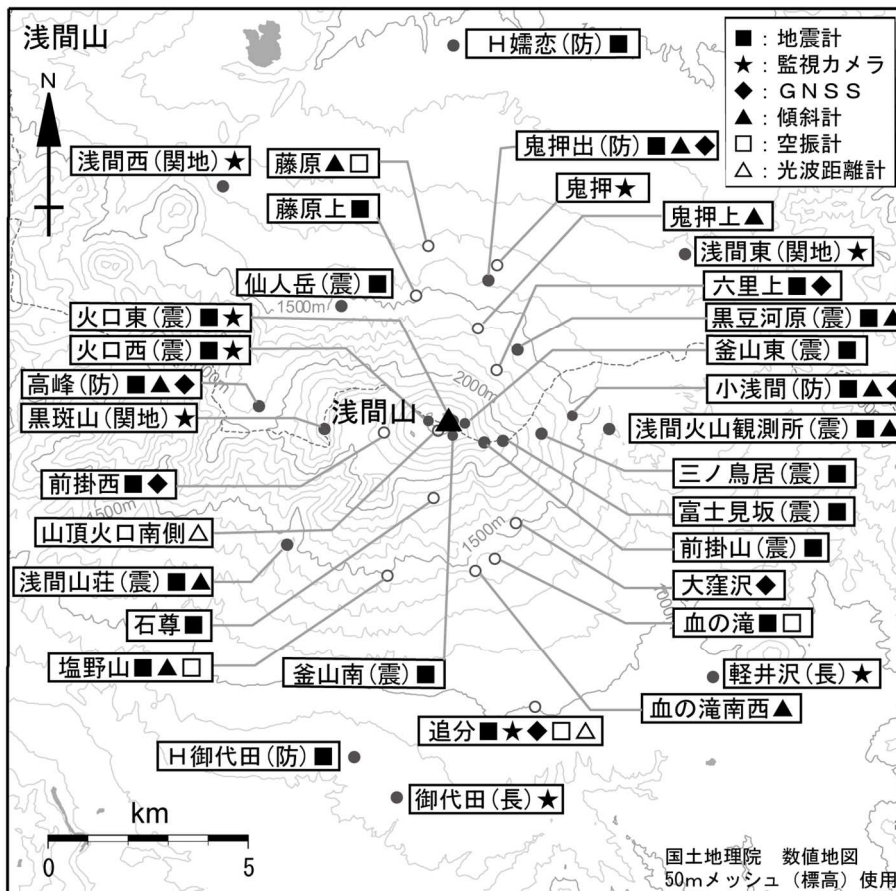 浅間山
N
■：地震計
★：監視カメラ
◆：ＧＮＳＳ
▲：傾斜計
□：空振計
△：光波距離計
Ｈ嬬恋(防)■
浅間西(関地)★
藤原▲□
鬼押出(防)■▲◆
鬼押★
藤原上■
鬼押上▲
浅間東(関地)★
仙人岳(震)■
六里上■◆
1500m
火口東(震)■★
黒豆河原(震)■▲
火口西(震)■★
釜山東(震)■
2000m
高峰(防)■▲◆
小浅間(防)■▲◆
黒斑山(関地)★
浅間山
浅間火山観測所(震)■▲
三ノ鳥居(震)■
前掛西■◆
富士見坂(震)■
1500m
山頂火口南側△
1500m
前掛山(震)■
浅間山荘(震)■▲
大窪沢◆
石尊■
血の滝■□
塩野山■▲□
釜山南(震)■
軽井沢(長)★
血の滝南西▲
追分■★◆□△
Ｈ御代田(防)■
御代田(長)★
km
0 5
国土地理院　数値地図
50mメッシュ（標高）使用